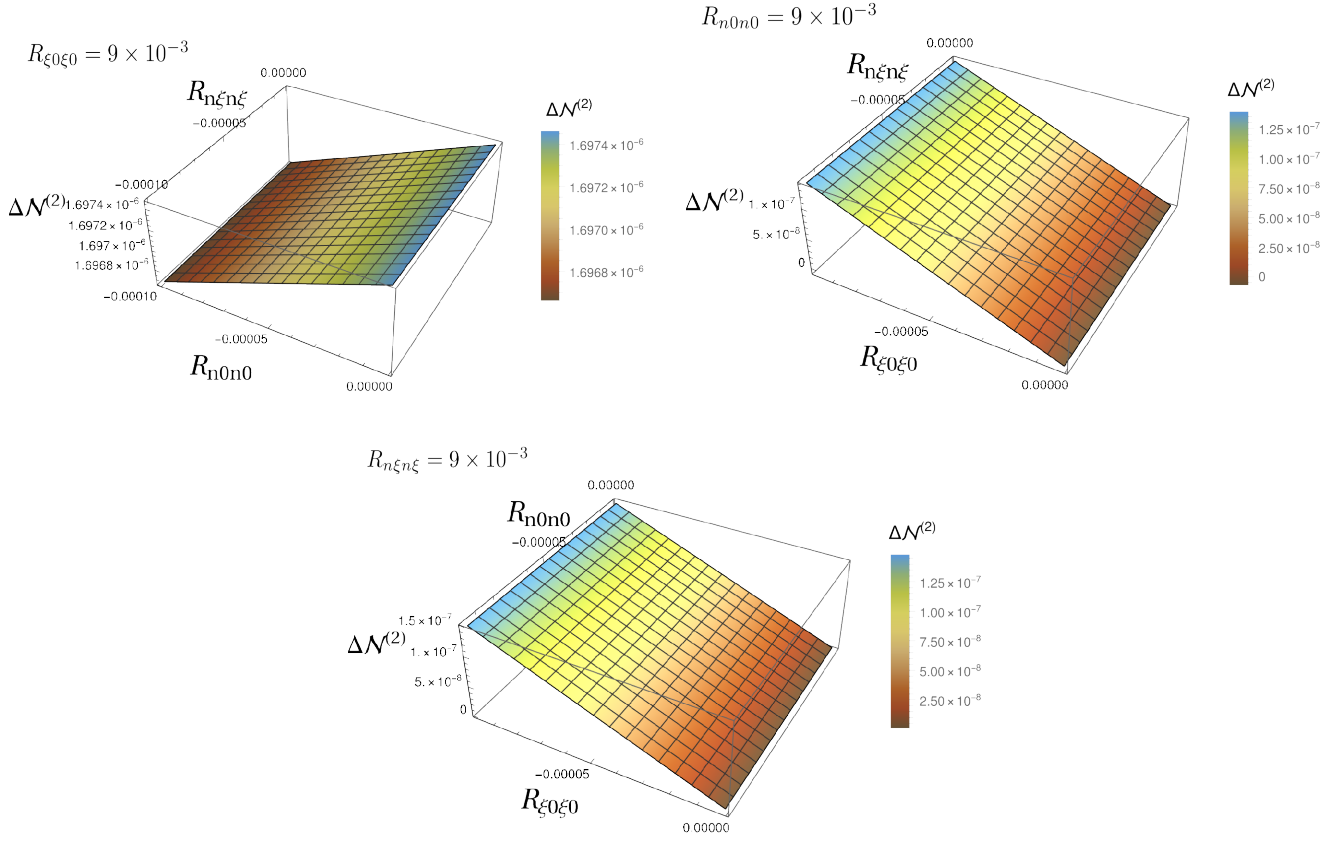 R_{ξ0ξ0} = 9 × 10^{-3}
0.00000
R_{nξnξ}
−0.00005
−0.00010
ΔN^{(2)}
1.6974 × 10^{-6}
1.6972 × 10^{-6}
1.697 × 10^{-6}
1.6968 × 10^{-6}
−0.00010
−0.00005
R_{n0n0}
0.00000
ΔN^{(2)}
1.6974 × 10^{-6}
1.6972 × 10^{-6}
1.6970 × 10^{-6}
1.6968 × 10^{-6}
R_{n0n0} = 9 × 10^{-3}
0.00000
R_{nξnξ}
−0.00005
ΔN^{(2)}
1. × 10^{-7}
5. × 10^{-8}
0
−0.00005
R_{ξ0ξ0}
0.00000
ΔN^{(2)}
1.25 × 10^{-7}
1.00 × 10^{-7}
7.50 × 10^{-8}
5.00 × 10^{-8}
2.50 × 10^{-8}
0
R_{nξnξ} = 9 × 10^{-3}
0.00000
R_{n0n0}
−0.00005
1.5 × 10^{-7}
ΔN^{(2)}
1. × 10^{-7}
5. × 10^{-8}
0
−0.00005
R_{ξ0ξ0}
0.00000
ΔN^{(2)}
1.25 × 10^{-7}
1.00 × 10^{-7}
7.50 × 10^{-8}
5.00 × 10^{-8}
2.50 × 10^{-8}